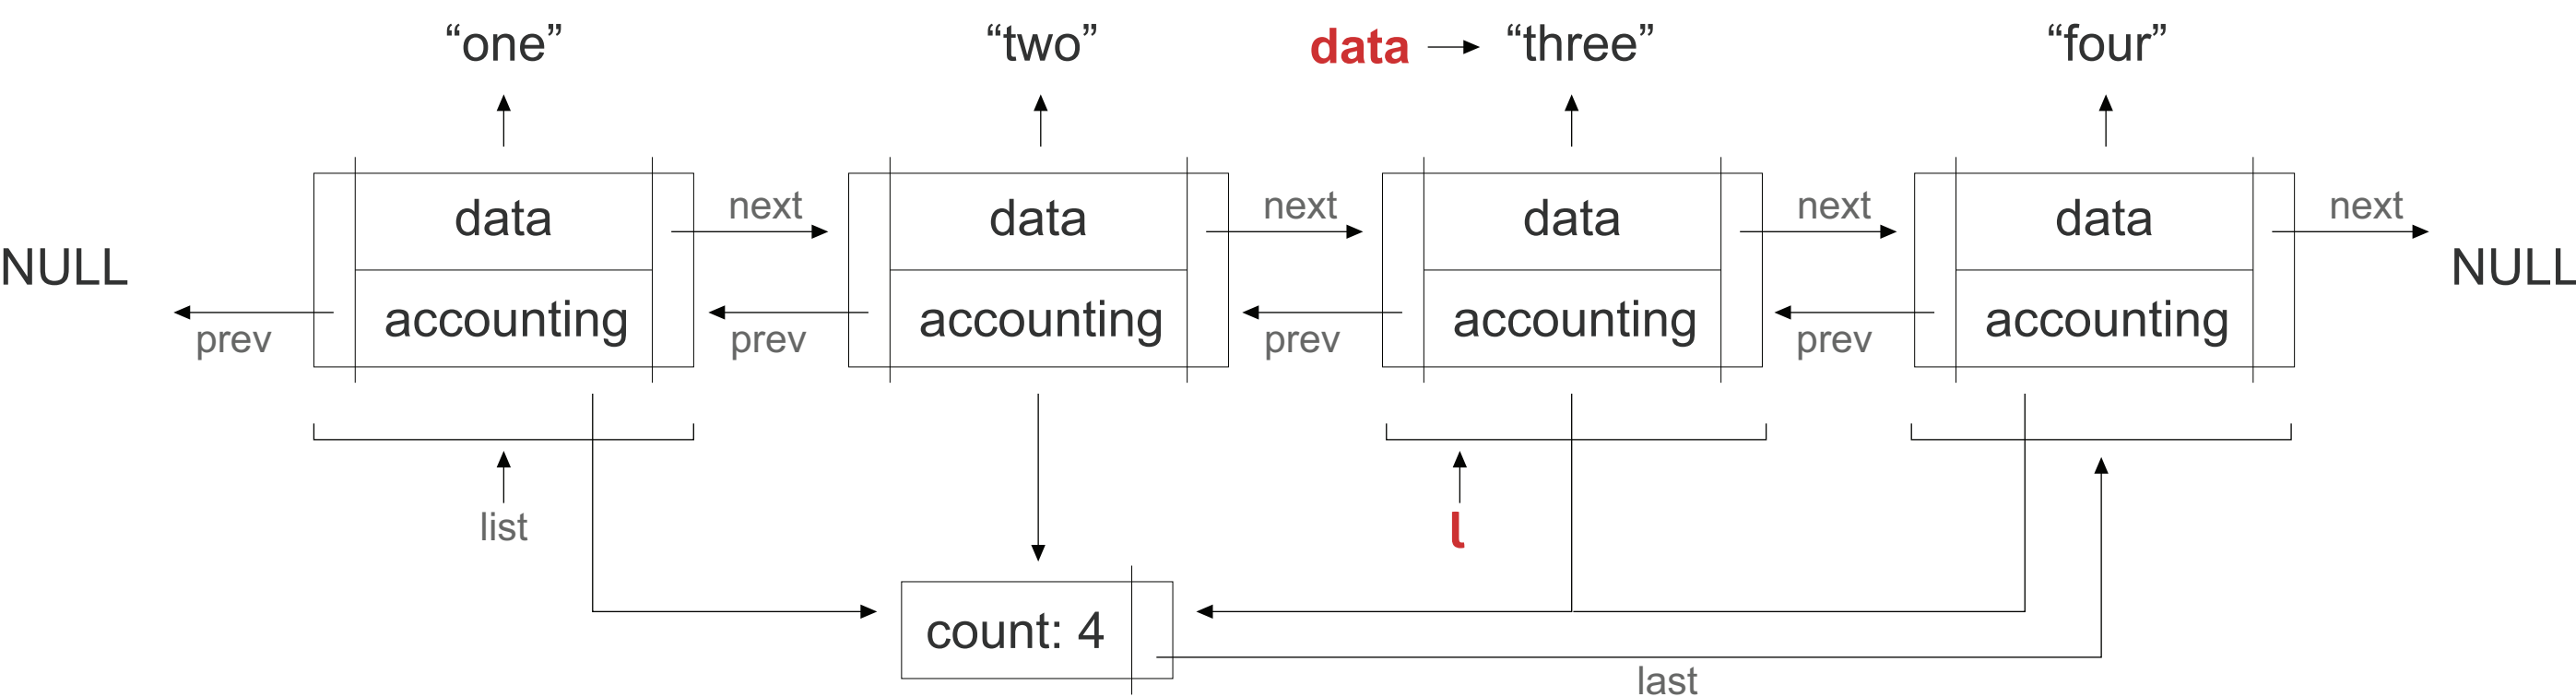 “one” “two” data “three” “four”
data next data next data next data next
NULL NULL
prev accounting prev accounting prev accounting prev accounting
list l
count: 4
last